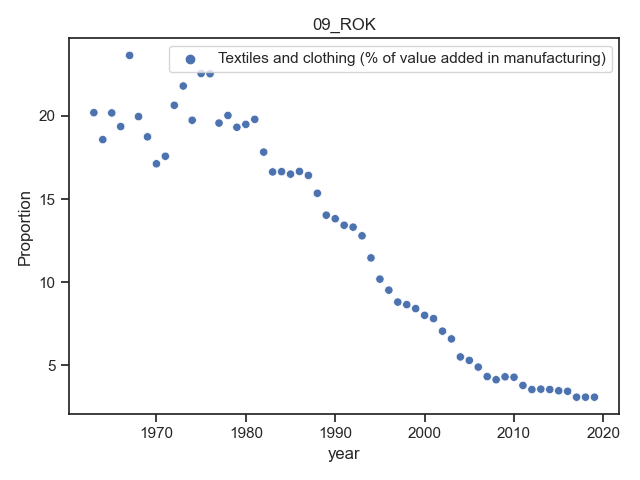 09_ROK
Textiles and clothing (% of value added in manufacturing)
20
15
10
5
Proportion
1970 1980 1990 2000 2010 2020
year